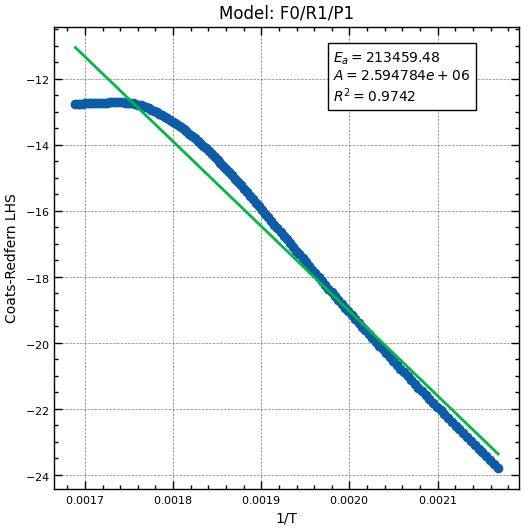 Model: F0/R1/P1
E_a = 213459.48
A = 2.594784e + 06
R^2 = 0.9742
Coats-Redfern LHS
−12
−14
−16
−18
−20
−22
−24
0.0017 0.0018 0.0019 0.0020 0.0021
1/T